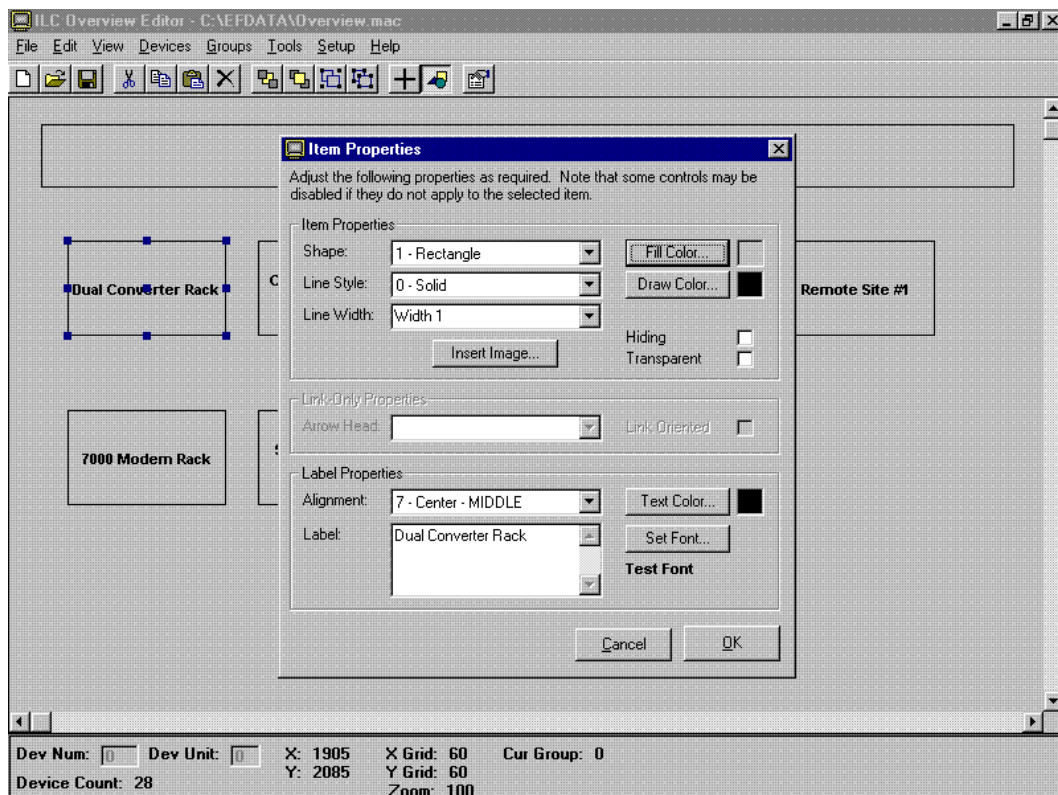 ILC Overview Editor - C:\EFDATA\Overview.mac
File Edit View Devices Groups Tools Setup Help
Item Properties
Adjust the following properties as required. Note that some controls may be
disabled if they do not apply to the selected item.
Item Properties
Shape: 1 - Rectangle Fill Color...
Line Style: 0 - Solid Draw Color...
Line Width: Width 1
Hiding
Insert Image... Transparent
Link-Only Properties
Arrow Head: Link Oriented
Label Properties
Alignment: 7 - Center - MIDDLE Text Color...
Label: Dual Converter Rack Set Font...
Test Font
Cancel OK
Dual Converter Rack
Remote Site #1
7000 Modem Rack
Dev Num: 0 Dev Unit: 0 X: 1905 X Grid: 60 Cur Group: 0
Y: 2085 Y Grid: 60
Device Count: 28 Zoom: 100